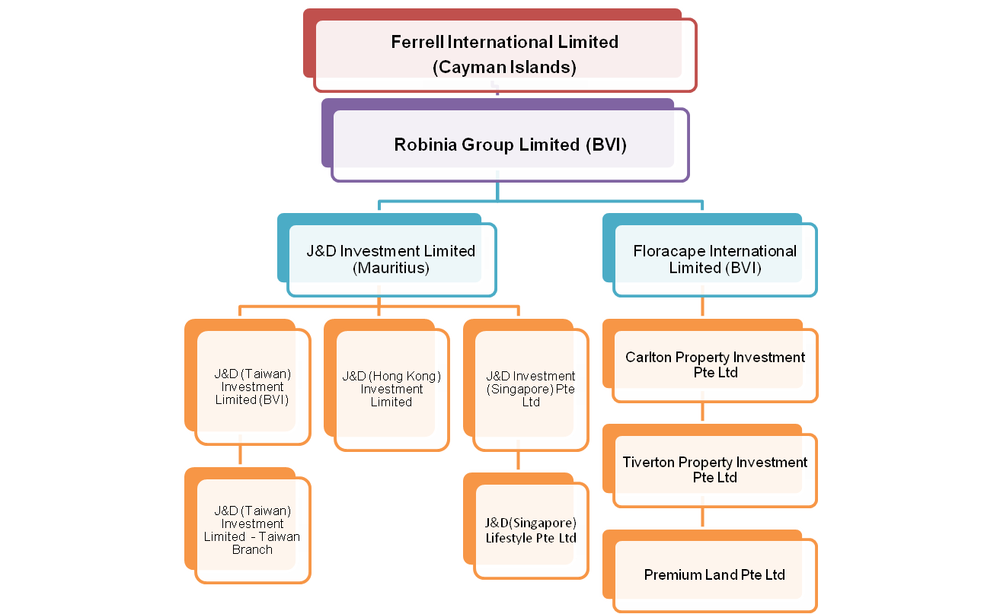 Ferrell International Limited
(Cayman Islands)
Robinia Group Limited (BVI)
J&D Investment Limited
(Mauritius)
Floracape International
Limited (BVI)
J&D (Taiwan)
Investment
Limited (BVI)
J&D (Hong Kong)
Investment
Limited
J&D Investment
(Singapore) Pte
Ltd
Carlton Property Investment
Pte Ltd
J&D (Taiwan)
Investment
Limited - Taiwan
Branch
J&D(Singapore)
Lifestyle Pte Ltd
Tiverton Property Investment
Pte Ltd
Premium Land Pte Ltd